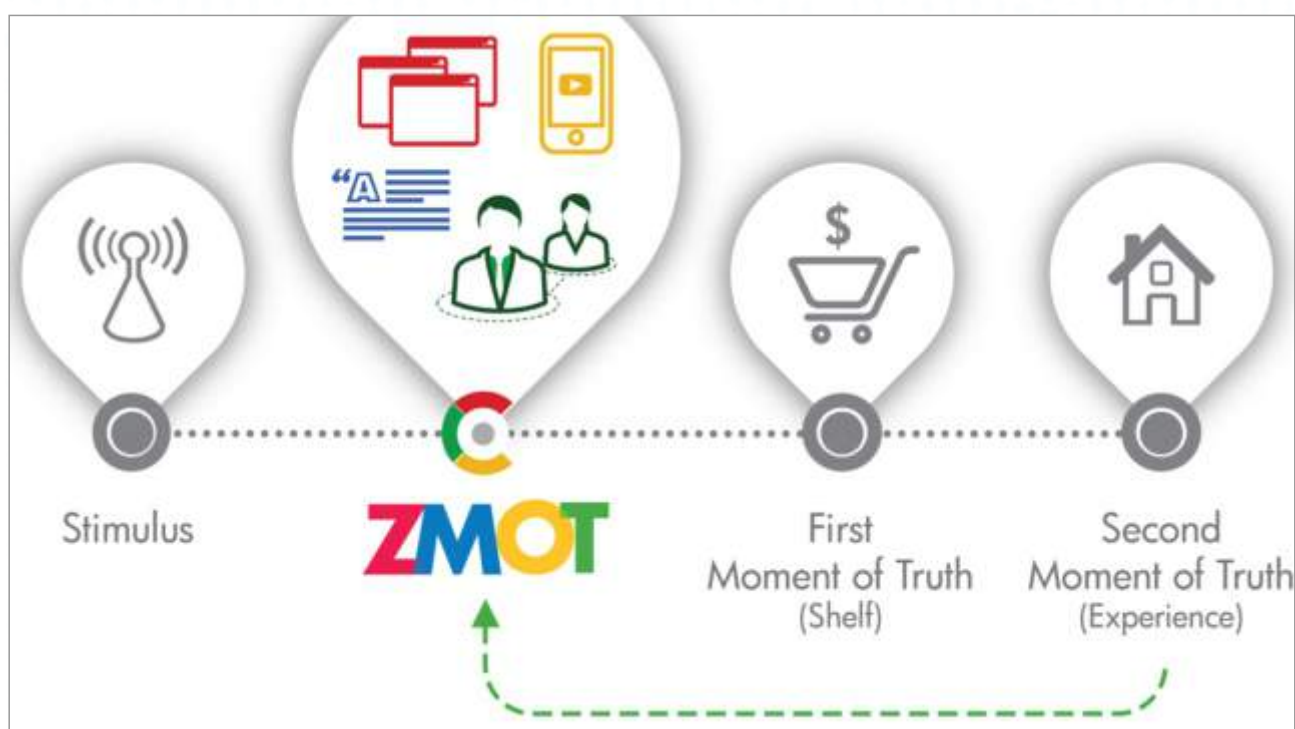 “A
$
Stimulus
ZMOT
First
Moment of Truth
(Shelf)
Second
Moment of Truth
(Experience)